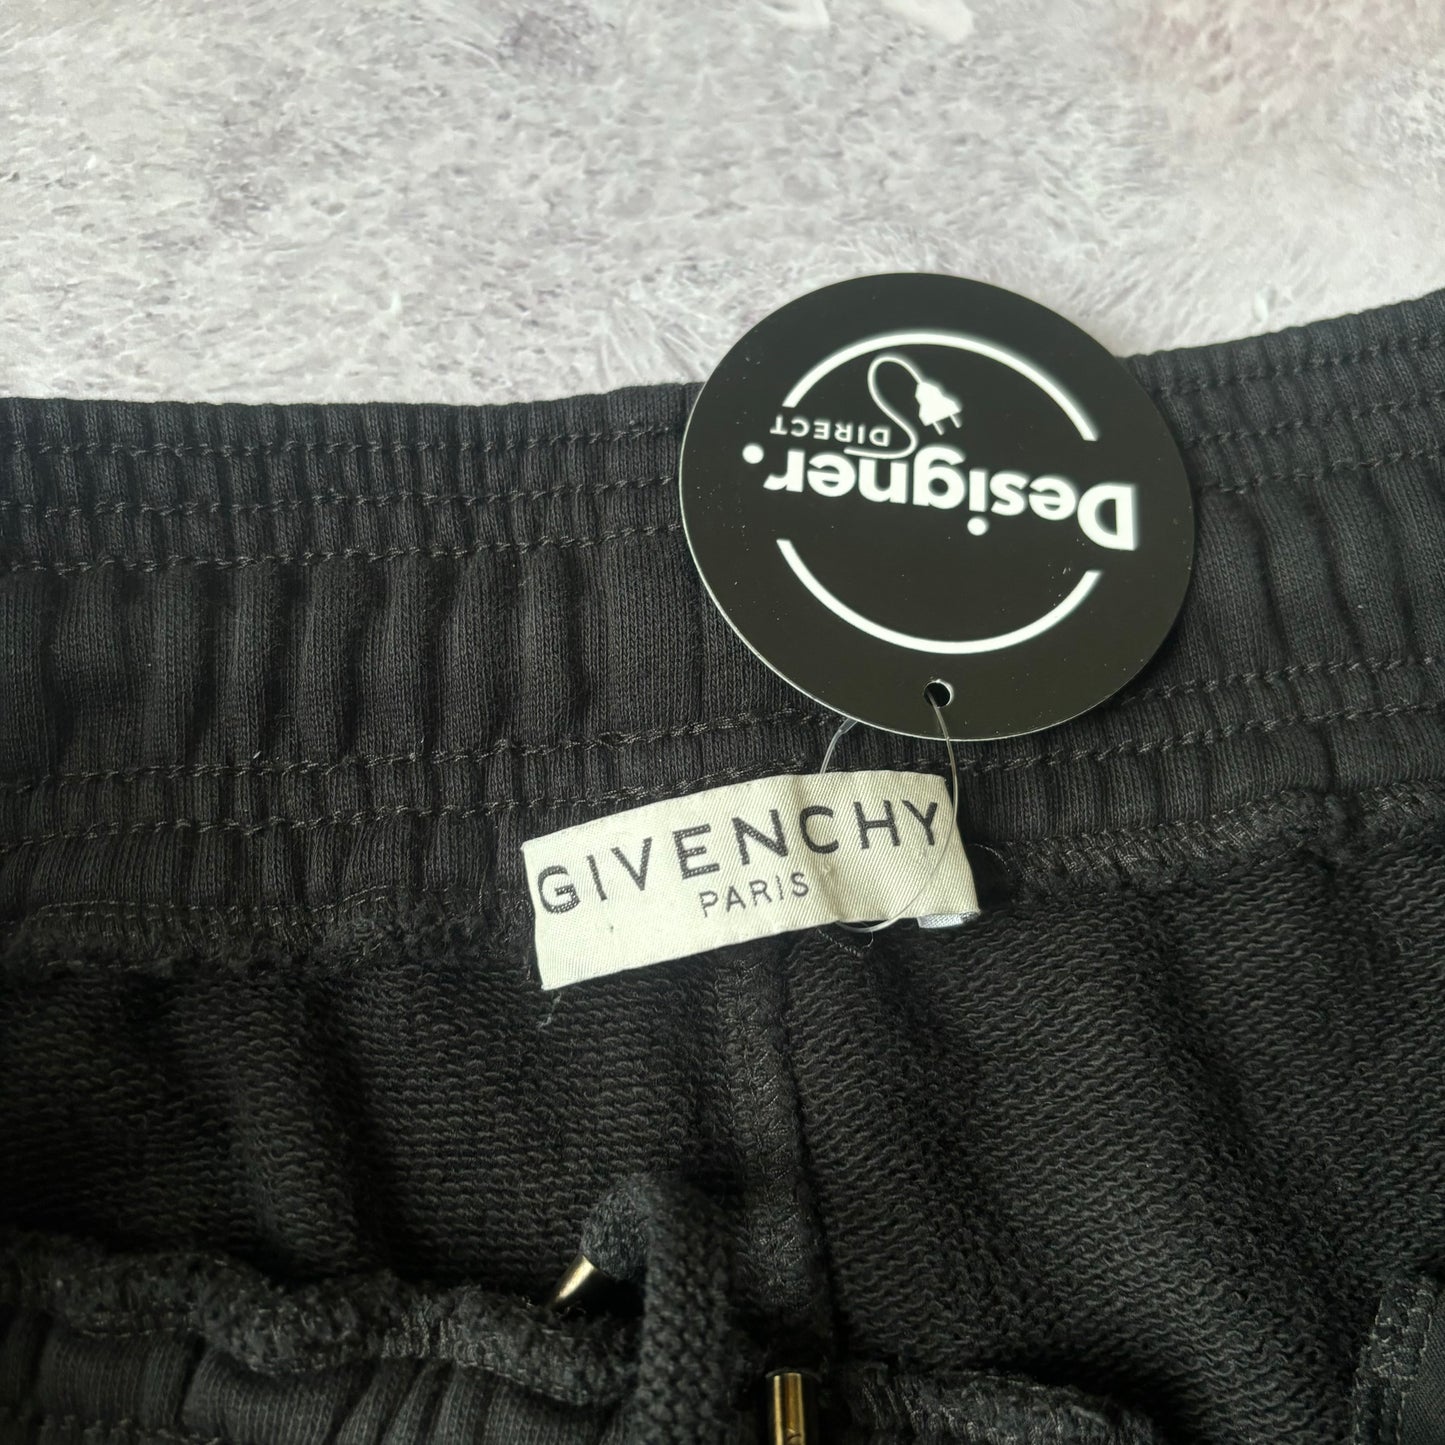 Designer.
DIRECT
GIVENCHY
PARIS